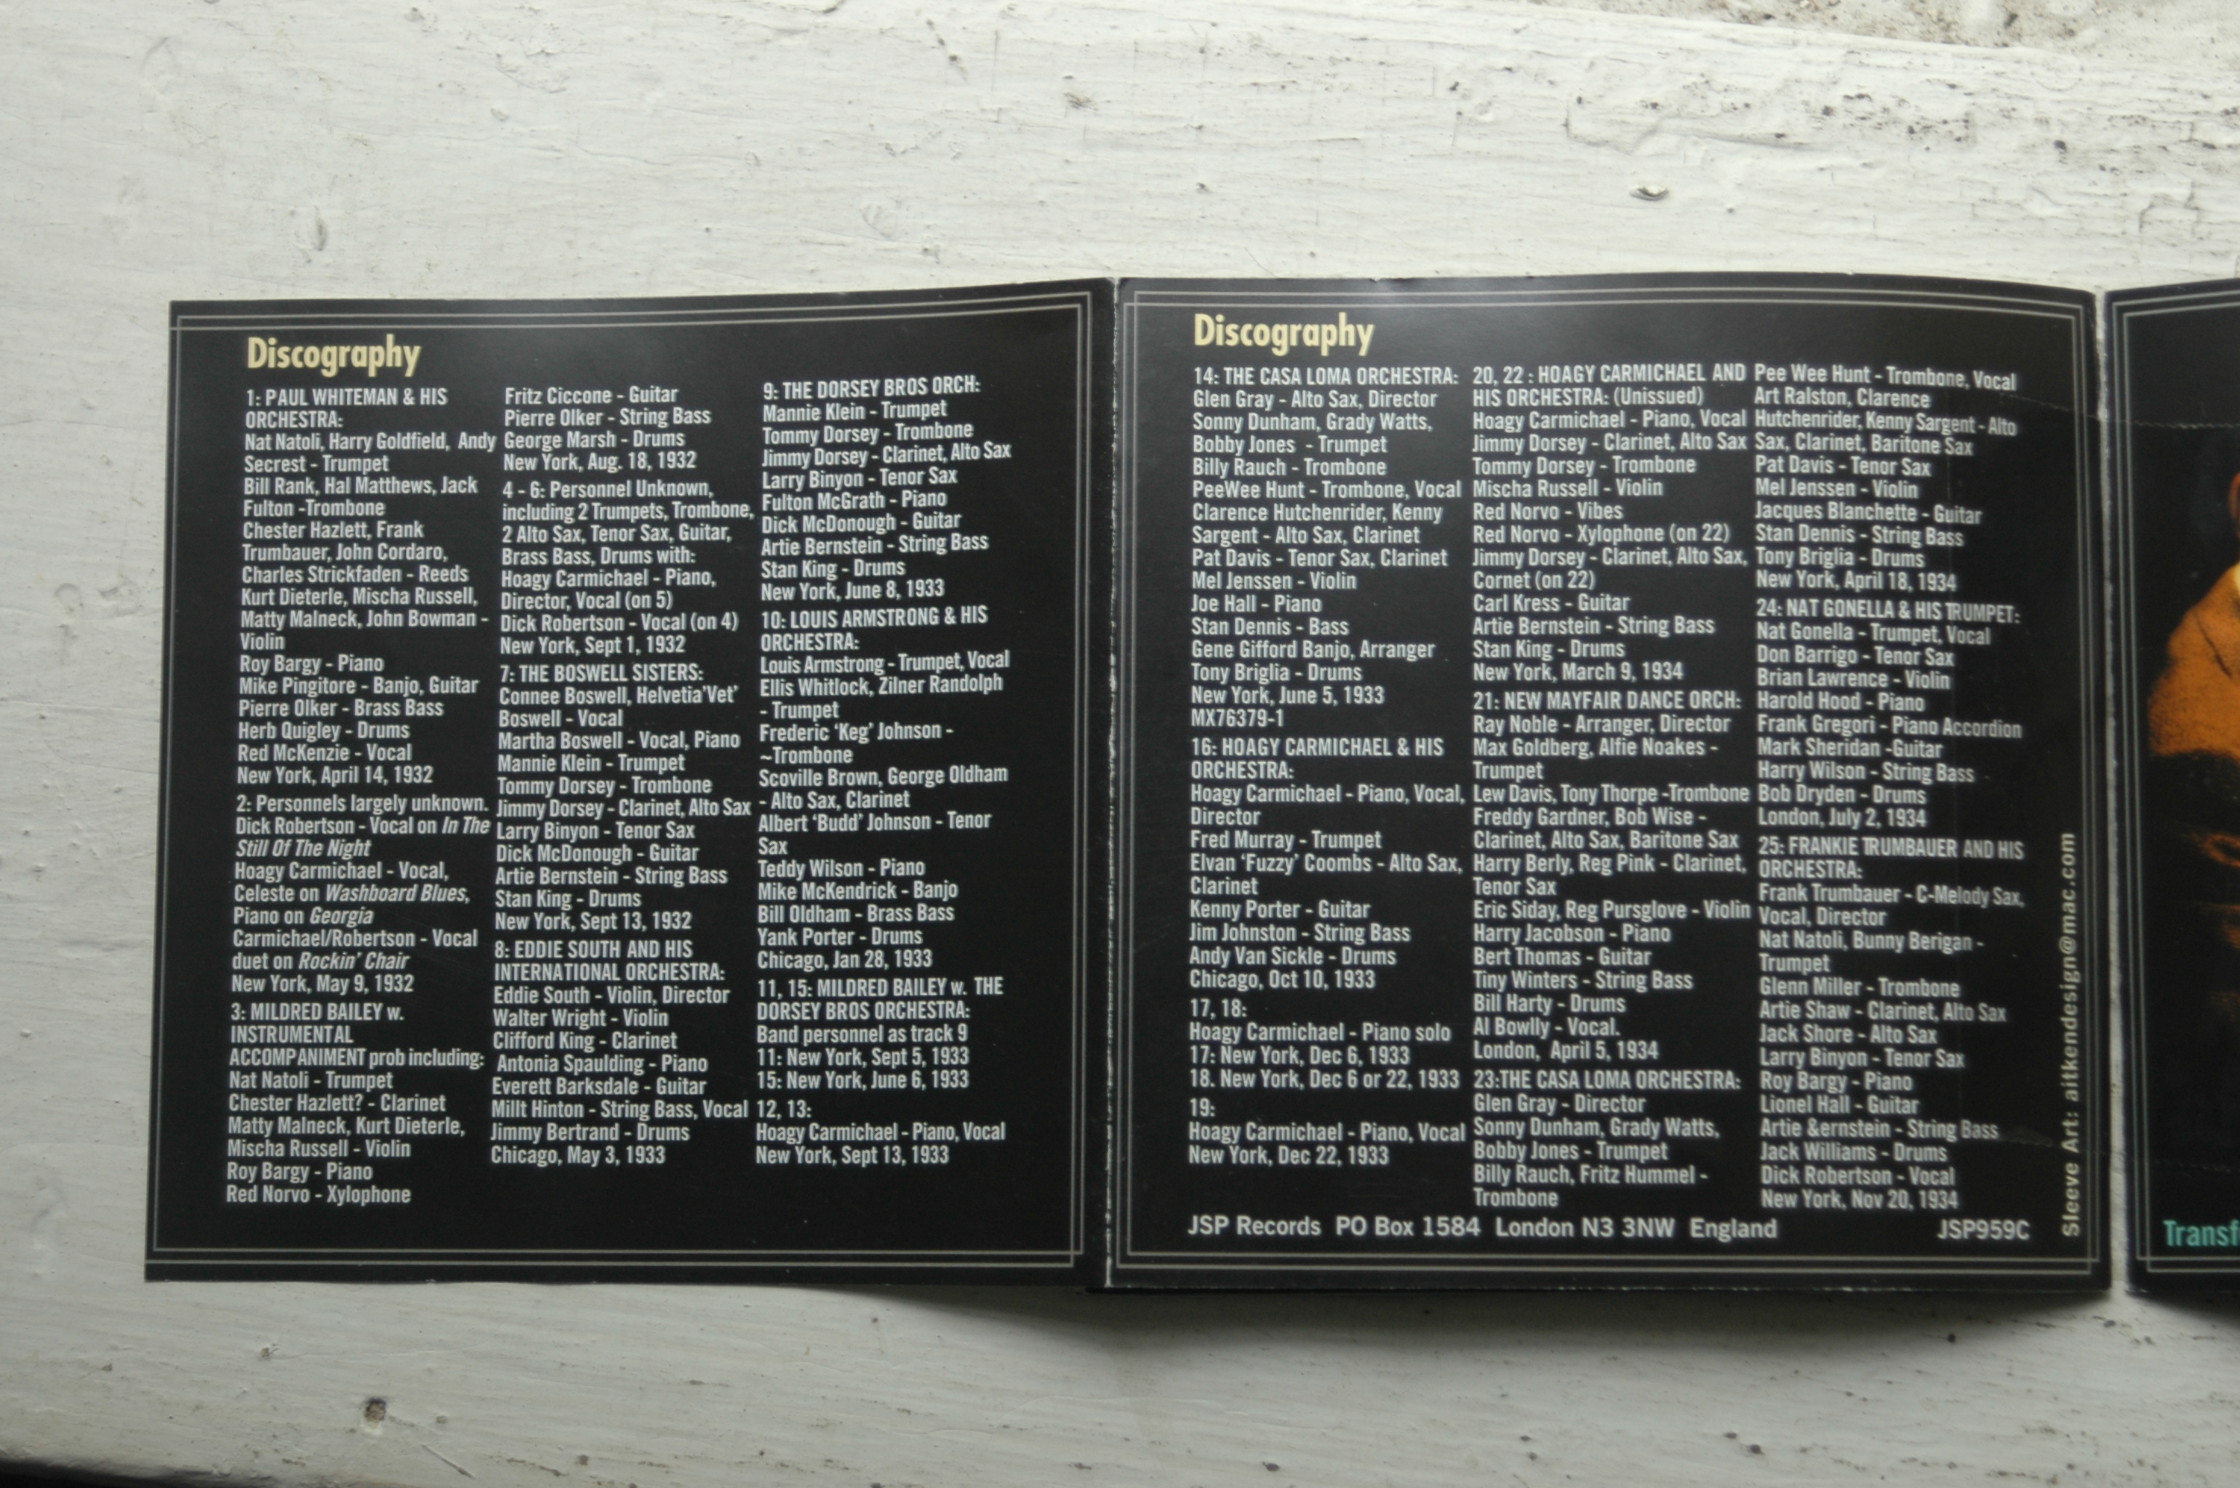 Discography
1: PAUL WHITEMAN & HIS
ORCHESTRA:
Nat Natoli, Harry Goldfield, Andy
Secrest - Trumpet
Bill Rank, Hal Matthews, Jack
Fulton -Trombone
Chester Hazlett, Frank
Trumbauer, John Cordaro,
Charles Strickfaden - Reeds
Kurt Dieterle, Mischa Russell,
Matty Malneck, John Bowman -
Violin
Roy Bargy - Piano
Mike Pingitore - Banjo, Guitar
Pierre Olker - Brass Bass
Herb Quigley - Drums
Red McKenzie - Vocal
New York, April 14, 1932
2: Personnels largely unknown.
Dick Robertson - Vocal on In The
Still Of The Night
Hoagy Carmichael - Vocal,
Celeste on Washboard Blues,
Piano on Georgia
Carmichael/Robertson - Vocal
duet on Rockin' Chair
New York, May 9, 1932
3: MILDRED BAILEY w.
INSTRUMENTAL
ACCOMPANIMENT prob including:
Nat Natoli - Trumpet
Chester Hazlett? - Clarinet
Matty Malneck, Kurt Dieterle,
Mischa Russell - Violin
Roy Bargy - Piano
Red Norvo - Xylophone
Fritz Ciccone - Guitar
Pierre Olker - String Bass
George Marsh - Drums
New York, Aug. 18, 1932
4 - 6: Personnel Unknown,
including 2 Trumpets, Trombone,
2 Alto Sax, Tenor Sax, Guitar,
Brass Bass, Drums with:
Hoagy Carmichael - Piano,
Director, Vocal (on 5)
Dick Robertson - Vocal (on 4)
New York, Sept 1, 1932
7: THE BOSWELL SISTERS:
Connee Boswell, Helvetia'Vet'
Boswell - Vocal
Martha Boswell - Vocal, Piano
Mannie Klein - Trumpet
Tommy Dorsey - Trombone
Jimmy Dorsey - Clarinet, Alto Sax
Larry Binyon - Tenor Sax
Dick McDonough - Guitar
Artie Bernstein - String Bass
Stan King - Drums
New York, Sept 13, 1932
8: EDDIE SOUTH AND HIS
INTERNATIONAL ORCHESTRA:
Eddie South - Violin, Director
Walter Wright - Violin
Clifford King - Clarinet
Antonia Spaulding - Piano
Everett Barksdale - Guitar
Millt Hinton - String Bass, Vocal
Jimmy Bertrand - Drums
Chicago, May 3, 1933
9: THE DORSEY BROS ORCH:
Mannie Klein - Trumpet
Tommy Dorsey - Trombone
Jimmy Dorsey - Clarinet, Alto Sax
Larry Binyon - Tenor Sax
Fulton McGrath - Piano
Dick McDonough - Guitar
Artie Bernstein - String Bass
Stan King - Drums
New York, June 8, 1933
10: LOUIS ARMSTRONG & HIS
ORCHESTRA:
Louis Armstrong - Trumpet, Vocal
Ellis Whitlock, Zilner Randolph
- Trumpet
Frederic 'Keg' Johnson -
~Trombone
Scoville Brown, George Oldham
- Alto Sax, Clarinet
Albert 'Budd' Johnson - Tenor
Sax
Teddy Wilson - Piano
Mike McKendrick - Banjo
Bill Oldham - Brass Bass
Yank Porter - Drums
Chicago, Jan 28, 1933
11, 15: MILDRED BAILEY w. THE
DORSEY BROS ORCHESTRA:
Band personnel as track 9
11: New York, Sept 5, 1933
15: New York, June 6, 1933
12, 13:
Hoagy Carmichael - Piano, Vocal
New York, Sept 13, 1933
Discography
14: THE CASA LOMA ORCHESTRA:
Glen Gray - Alto Sax, Director
Sonny Dunham, Grady Watts,
Bobby Jones - Trumpet
Billy Rauch - Trombone
PeeWee Hunt - Trombone, Vocal
Clarence Hutchenrider, Kenny
Sargent - Alto Sax, Clarinet
Pat Davis - Tenor Sax, Clarinet
Mel Jenssen - Violin
Joe Hall - Piano
Stan Dennis - Bass
Gene Gifford Banjo, Arranger
Tony Briglia - Drums
New York, June 5, 1933
MX76379-1
16: HOAGY CARMICHAEL & HIS
ORCHESTRA:
Hoagy Carmichael - Piano, Vocal,
Director
Fred Murray - Trumpet
Elvan 'Fuzzy' Coombs - Alto Sax,
Clarinet
Kenny Porter - Guitar
Jim Johnston - String Bass
Andy Van Sickle - Drums
Chicago, Oct 10, 1933
17, 18:
Hoagy Carmichael - Piano solo
17: New York, Dec 6, 1933
18. New York, Dec 6 or 22, 1933
19:
Hoagy Carmichael - Piano, Vocal
New York, Dec 22, 1933
20, 22 : HOAGY CARMICHAEL AND
HIS ORCHESTRA: (Unissued)
Hoagy Carmichael - Piano, Vocal
Jimmy Dorsey - Clarinet, Alto Sax
Tommy Dorsey - Trombone
Mischa Russell - Violin
Red Norvo - Vibes
Red Norvo - Xylophone (on 22)
Jimmy Dorsey - Clarinet, Alto Sax,
Cornet (on 22)
Carl Kress - Guitar
Artie Bernstein - String Bass
Stan King - Drums
New York, March 9, 1934
21: NEW MAYFAIR DANCE ORCH:
Ray Noble - Arranger, Director
Max Goldberg, Alfie Noakes -
Trumpet
Lew Davis, Tony Thorpe -Trombone
Freddy Gardner, Bob Wise -
Clarinet, Alto Sax, Baritone Sax
Harry Berly, Reg Pink - Clarinet,
Tenor Sax
Eric Siday, Reg Pursglove - Violin
Harry Jacobson - Piano
Bert Thomas - Guitar
Tiny Winters - String Bass
Bill Harty - Drums
Al Bowlly - Vocal.
London, April 5, 1934
23:THE CASA LOMA ORCHESTRA:
Glen Gray - Director
Sonny Dunham, Grady Watts,
Bobby Jones - Trumpet
Billy Rauch, Fritz Hummel -
Trombone
Pee Wee Hunt - Trombone, Vocal
Art Ralston, Clarence
Hutchenrider, Kenny Sargent - Alto
Sax, Clarinet, Baritone Sax
Pat Davis - Tenor Sax
Mel Jenssen - Violin
Jacques Blanchette - Guitar
Stan Dennis - String Bass
Tony Briglia - Drums
New York, April 18, 1934
24: NAT GONELLA & HIS TRUMPET:
Nat Gonella - Trumpet, Vocal
Don Barrigo - Tenor Sax
Brian Lawrence - Violin
Harold Hood - Piano
Frank Gregori - Piano Accordion
Mark Sheridan -Guitar
Harry Wilson - String Bass
Bob Dryden - Drums
London, July 2, 1934
25: FRANKIE TRUMBAUER AND HIS
ORCHESTRA:
Frank Trumbauer - C-Melody Sax,
Vocal, Director
Nat Natoli, Bunny Berigan -
Trumpet
Glenn Miller - Trombone
Artie Shaw - Clarinet, Alto Sax
Jack Shore - Alto Sax
Larry Binyon - Tenor Sax
Roy Bargy - Piano
Lionel Hall - Guitar
Artie &ernstein - String Bass
Jack Williams - Drums
Dick Robertson - Vocal
New York, Nov 20, 1934
JSP Records PO Box 1584 London N3 3NW England
JSP959C
Sleeve Art: aitkendesign@mac.com